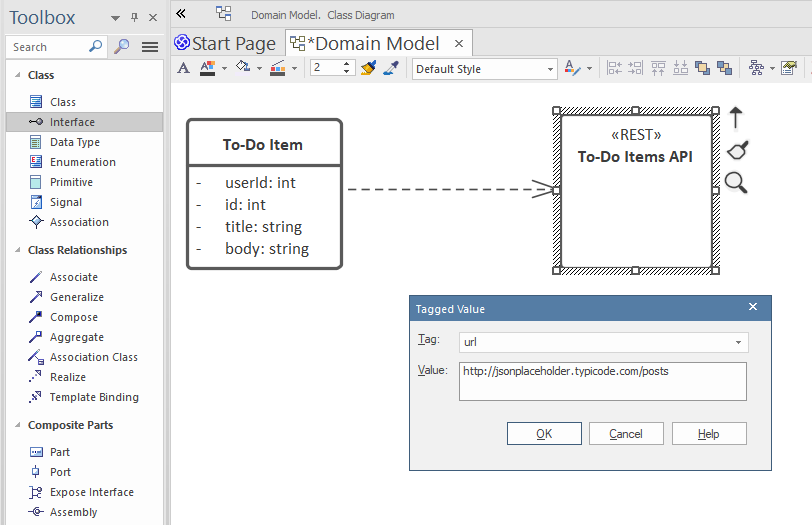 Toolbox
Search
Class
Class
Interface
Data Type
Enumeration
Primitive
Signal
Association
Class Relationships
Associate
Generalize
Compose
Aggregate
Association Class
Realize
Template Binding
Composite Parts
Part
Port
Expose Interface
Assembly
Domain Model. Class Diagram
Start Page
*Domain Model
A 2 Default Style A
To-Do Item
- userId: int
- id: int
- title: string
- body: string
«REST»
To-Do Items API
Tagged Value
Tag: url
Value: http://jsonplaceholder.typicode.com/posts
OK Cancel Help